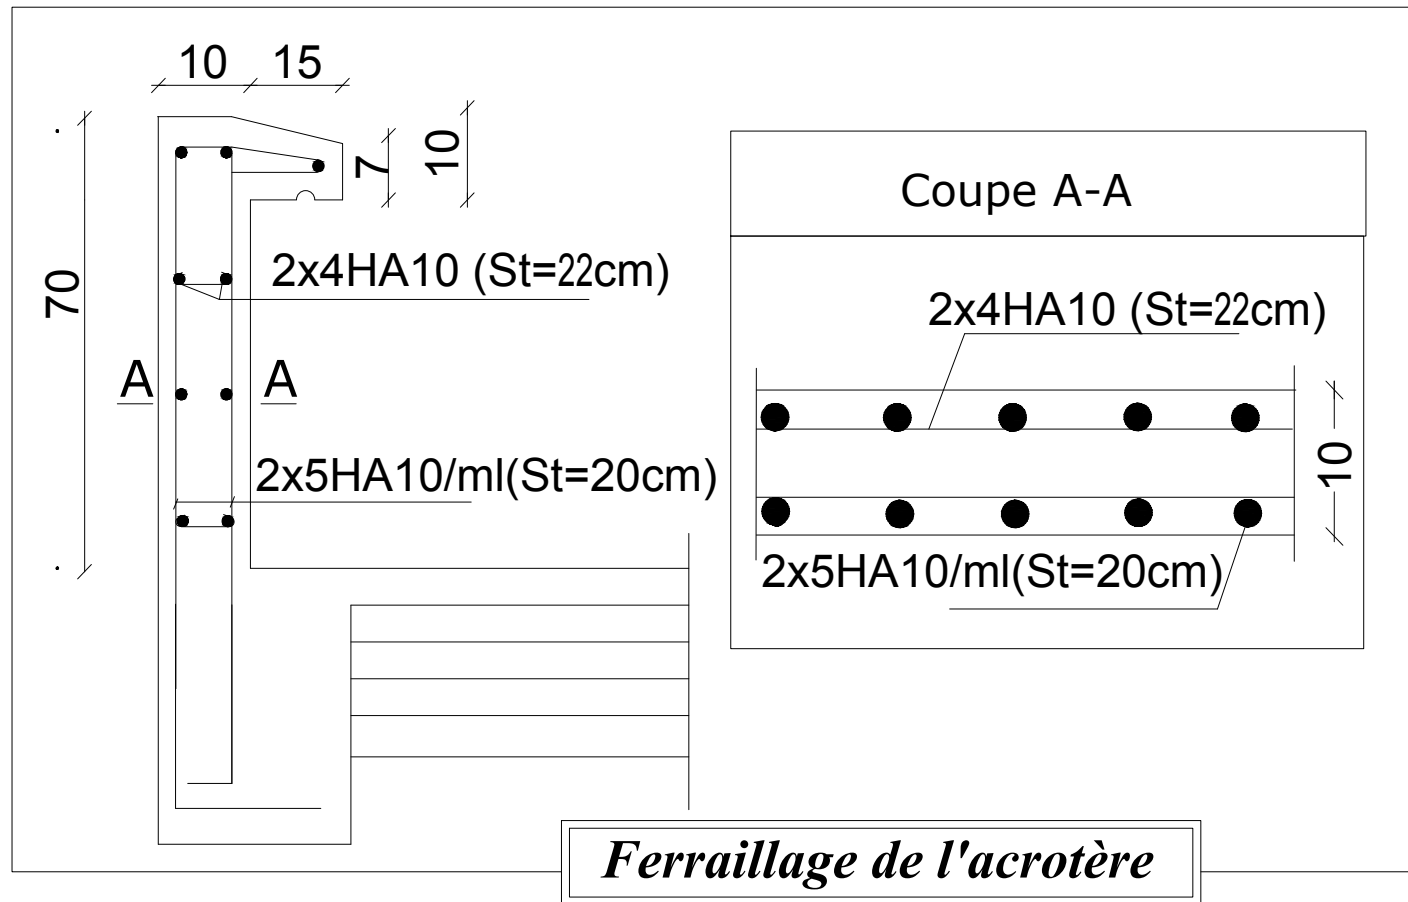 10 15
7
10
70
2x4HA10 (St=22cm)
A A
2x5HA10/ml(St=20cm)
Coupe A-A
2x4HA10 (St=22cm)
10
2x5HA10/ml(St=20cm)
Ferraillage de l'acrotère